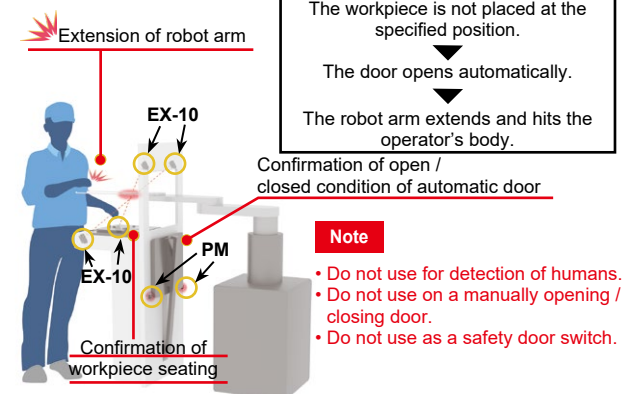 The workpiece is not placed at the
specified position.
The door opens automatically.
The robot arm extends and hits the
operator's body.
Extension of robot arm
EX-10
Confirmation of open /
closed condition of automatic door
PM
EX-10
Confirmation of
workpiece seating
Note
• Do not use for detection of humans.
• Do not use on a manually opening /
closing door.
• Do not use as a safety door switch.